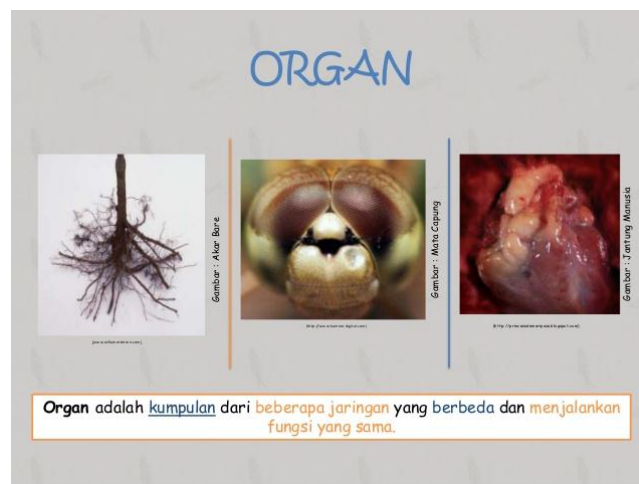 ORGAN
Gambar : Akar Bare
Gambar : Mata Capung
Gambar : Jantung Manusia
Organ adalah kumpulan dari beberapa jaringan yang berbeda dan menjalankan
fungsi yang sama.